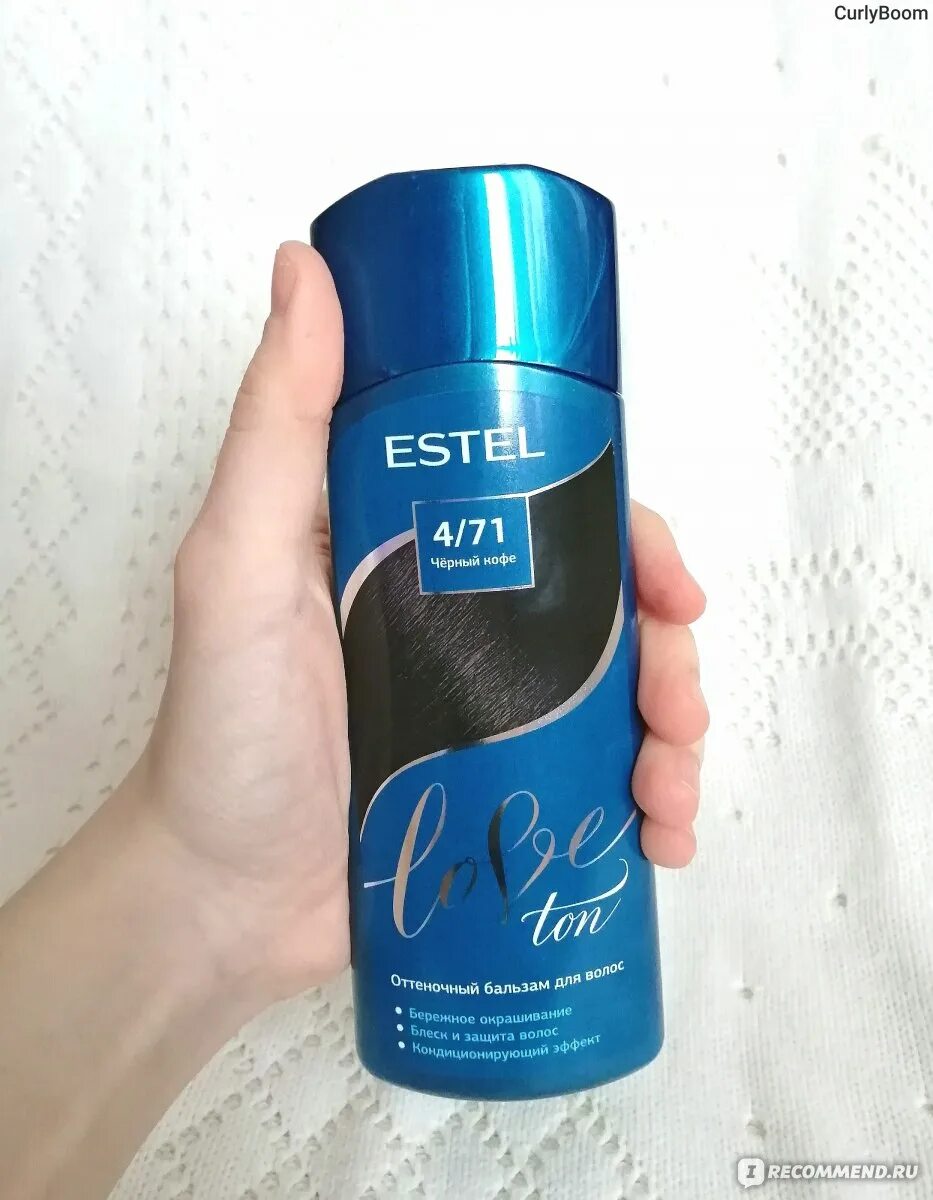 CurlyBoom
ESTEL
4/71
Чёрный кофе
love
ton
Оттеночный бальзам для волос
• Бережное окрашивание
• Блеск и защита волос
• Кондиционирующий эффект
I RECOMMEND.RU